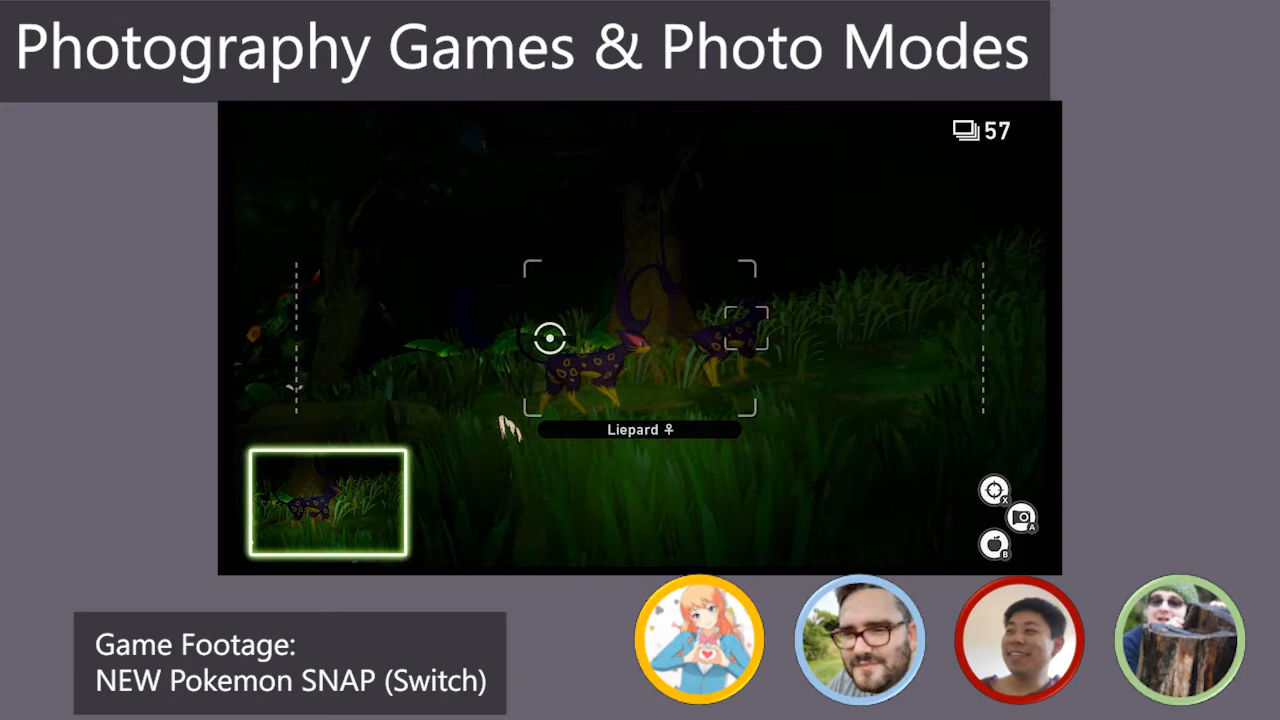 Photography Games & Photo Modes
57
Liepard
X
A
B
Game Footage:
NEW Pokemon SNAP (Switch)